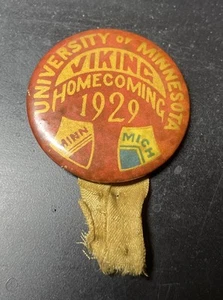 UNIVERSITY OF MINNESOTA
VIKING
HOMECOMING
1929
MINN
MICH